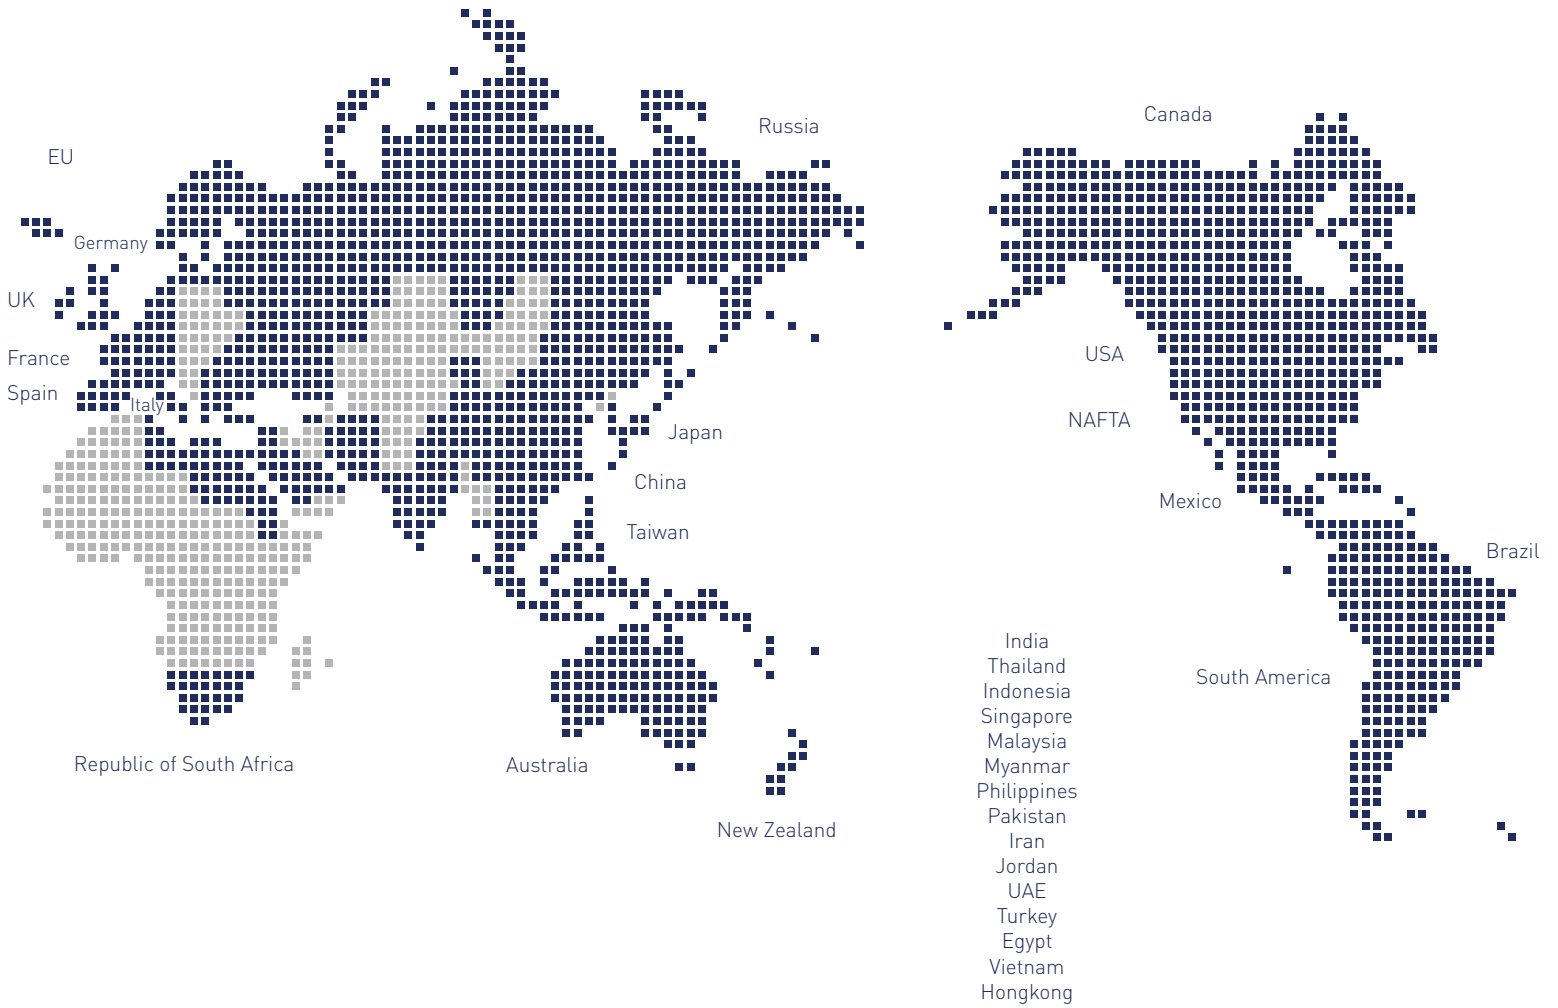 Canada
Russia
EU
Germany
UK
USA
France
Spain
Italy
NAFTA
Japan
China
Mexico
Taiwan
Brazil
India
Thailand
South America
Indonesia
Singapore
Malaysia
Republic of South Africa
Australia
Myanmar
Philippines
Pakistan
New Zealand
Iran
Jordan
UAE
Turkey
Egypt
Vietnam
Hongkong